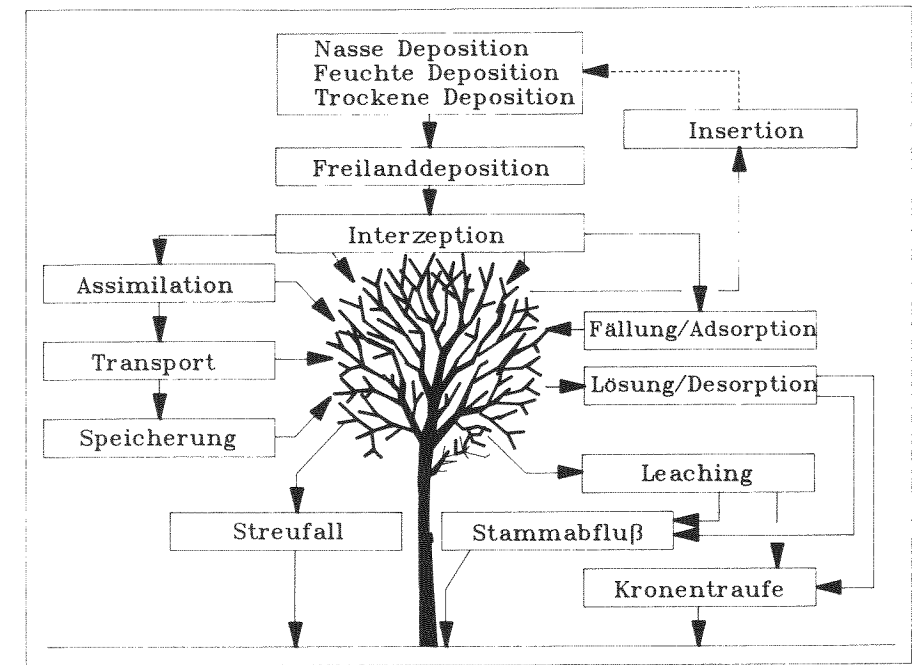 Nasse Deposition
Feuchte Deposition
Trockene Deposition
Insertion
Freilanddeposition
Interzeption
Assimilation
Fällung/Adsorption
Transport
Lösung/Desorption
Speicherung
Leaching
Streufall
Stammabfluß
Kronentraufe